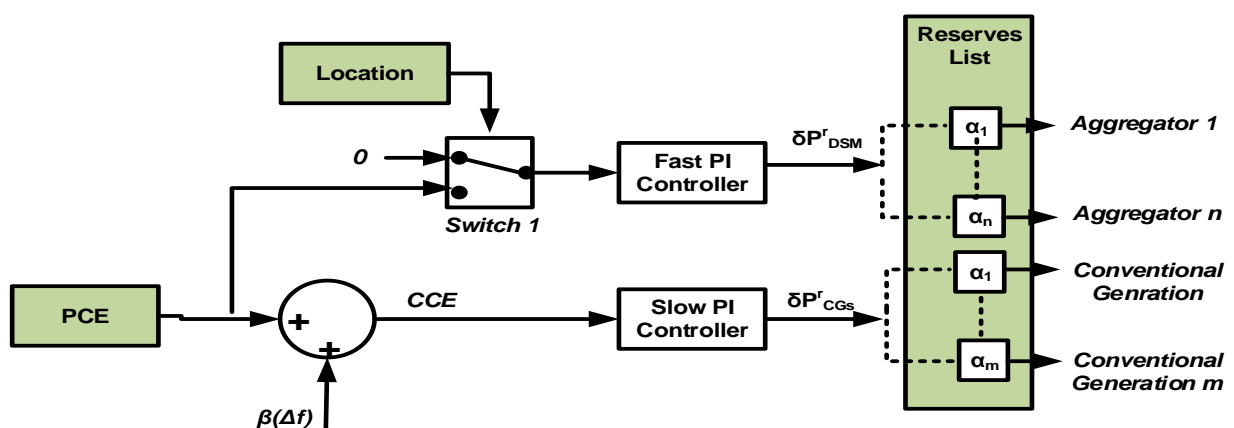 Reserves
List
Location
α1
Aggregator 1
δPrDSM
0
Fast PI
Controller
Switch 1
αn
Aggregator n
α1
Conventional
Genration
PCE
+
+
CCE
Slow PI
Controller
δPrCGs
αm
Conventional
Generation m
β(Δf)